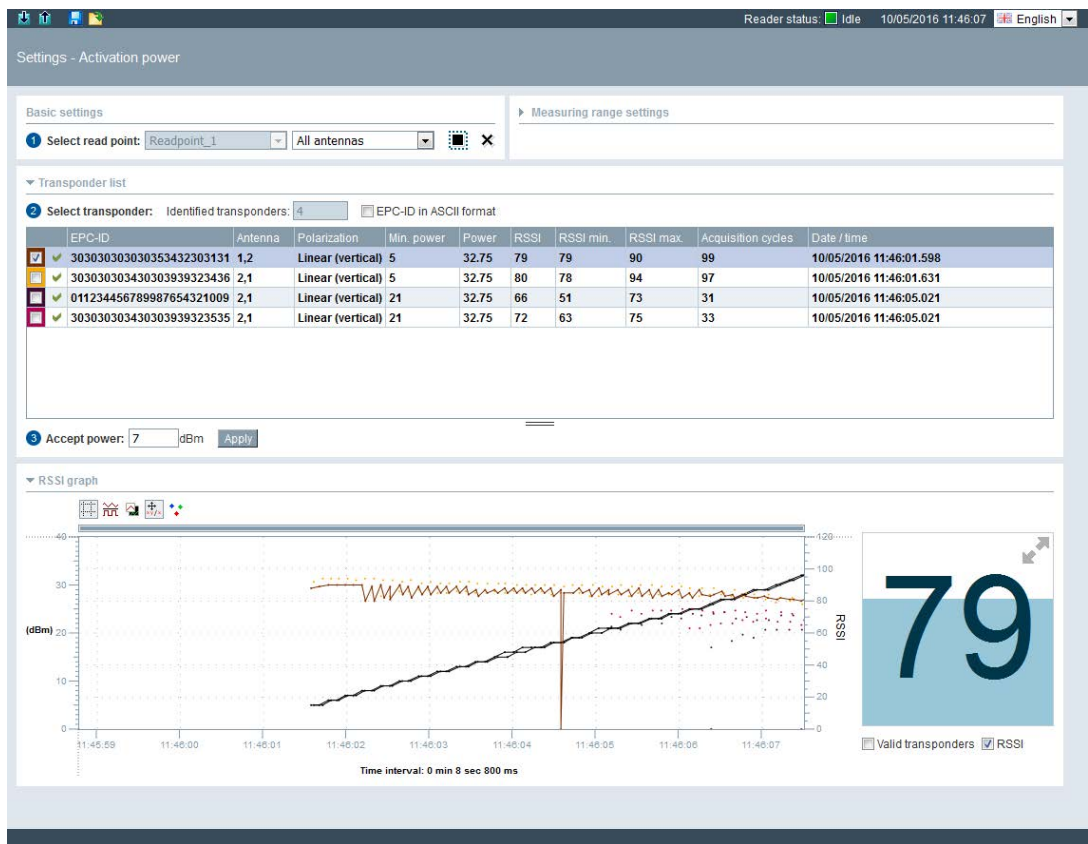 Reader status: Idle 10/05/2016 11:46:07 English
Settings - Activation power
Basic settings
Measuring range settings
1 Select read point: Readpoint_1 All antennas
Transponder list
2 Select transponder: Identified transponders: 4 EPC-ID in ASCII format
EPC-ID Antenna Polarization Min. power Power RSSI RSSI min. RSSI max. Acquisition cycles Date / time
303030303030353432303131 1,2 Linear (vertical) 5 32.75 79 79 90 99 10/05/2016 11:46:01.598
303030303430303939323436 2,1 Linear (vertical) 5 32.75 80 78 94 97 10/05/2016 11:46:01.631
011234456789987654321009 2,1 Linear (vertical) 21 32.75 66 51 73 31 10/05/2016 11:46:05.021
303030303430303939323535 2,1 Linear (vertical) 21 32.75 72 63 75 33 10/05/2016 11:46:05.021
3 Accept power: 7 dBm Apply
RSSI graph
40 120
100
30
80
(dBm) 20 60 RSSI
40
10
20
0 0
11:45:59 11:46:00 11:46:01 11:46:02 11:46:03 11:46:04 11:46:05 11:46:06 11:46:07
Time interval: 0 min 8 sec 800 ms
79
Valid transponders RSSI